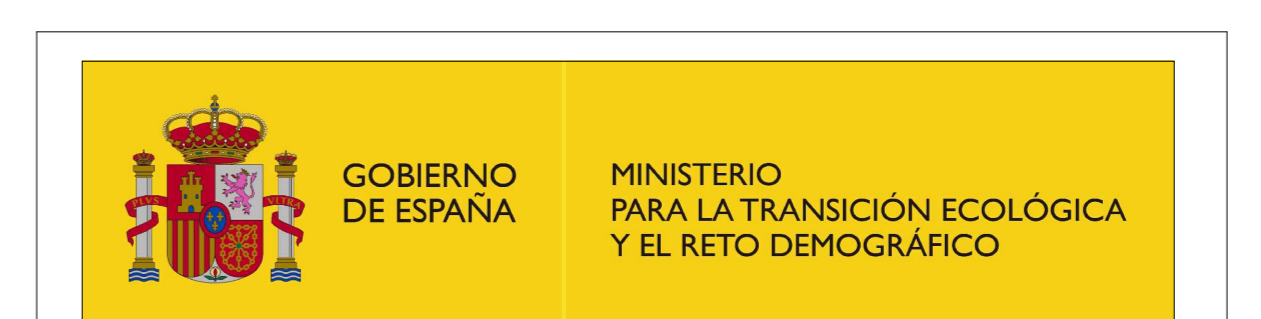 PLVS VLTRA
GOBIERNO
DE ESPAÑA
MINISTERIO
PARA LA TRANSICIÓN ECOLÓGICA
Y EL RETO DEMOGRÁFICO